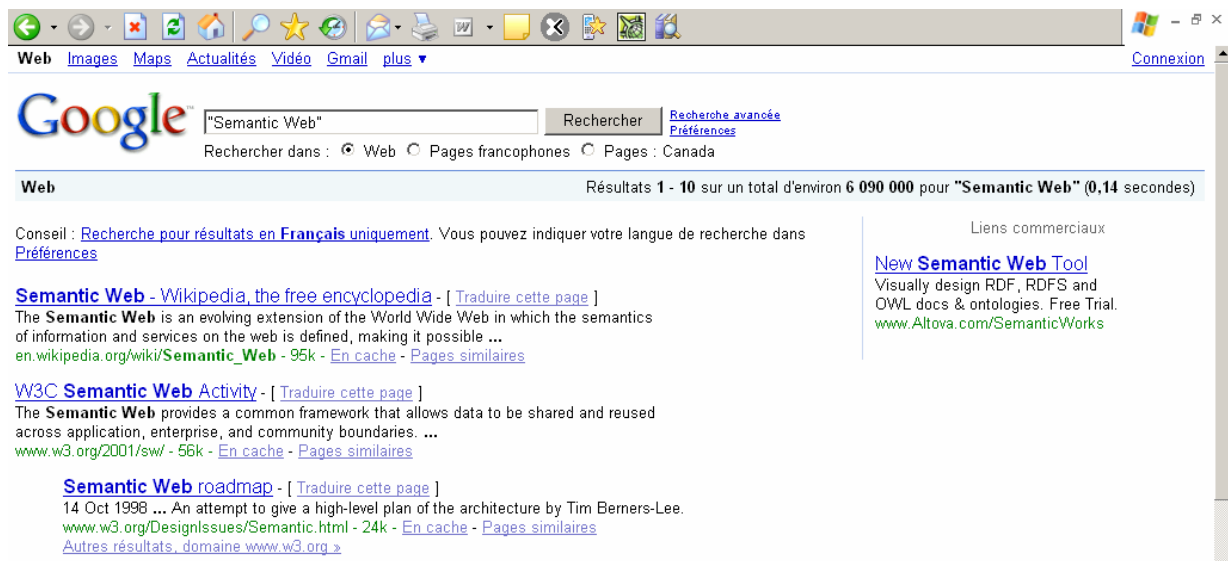 Web Images Maps Actualités Vidéo Gmail plus ▼ Connexion
Google™ "Semantic Web" Rechercher Recherche avancée
Préférences
Rechercher dans : Web Pages francophones Pages : Canada
Web Résultats 1 - 10 sur un total d'environ 6 090 000 pour "Semantic Web" (0,14 secondes)
Conseil : Recherche pour résultats en Français uniquement. Vous pouvez indiquer votre langue de recherche dans
Préférences
Semantic Web - Wikipedia, the free encyclopedia - [ Traduire cette page ]
The Semantic Web is an evolving extension of the World Wide Web in which the semantics
of information and services on the web is defined, making it possible ...
en.wikipedia.org/wiki/Semantic_Web - 95k - En cache - Pages similaires
W3C Semantic Web Activity - [ Traduire cette page ]
The Semantic Web provides a common framework that allows data to be shared and reused
across application, enterprise, and community boundaries. ...
www.w3.org/2001/sw/ - 56k - En cache - Pages similaires
Semantic Web roadmap - [ Traduire cette page ]
14 Oct 1998 ... An attempt to give a high-level plan of the architecture by Tim Berners-Lee.
www.w3.org/DesignIssues/Semantic.html - 24k - En cache - Pages similaires
Autres résultats, domaine www.w3.org »
Liens commerciaux
New Semantic Web Tool
Visually design RDF, RDFS and
OWL docs & ontologies. Free Trial.
www.Altova.com/SemanticWorks